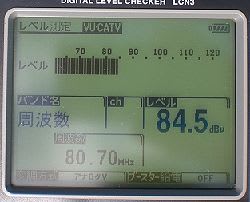 DIGITAL LEVEL CHECKER LCN3
レベル測定 VU・CATV
70 80 90 100 110 120
レベル
バンド名 ch レベル
周波数 84.5dBμ
周波数
80.70MHz
アナログV ブースター給電 OFF